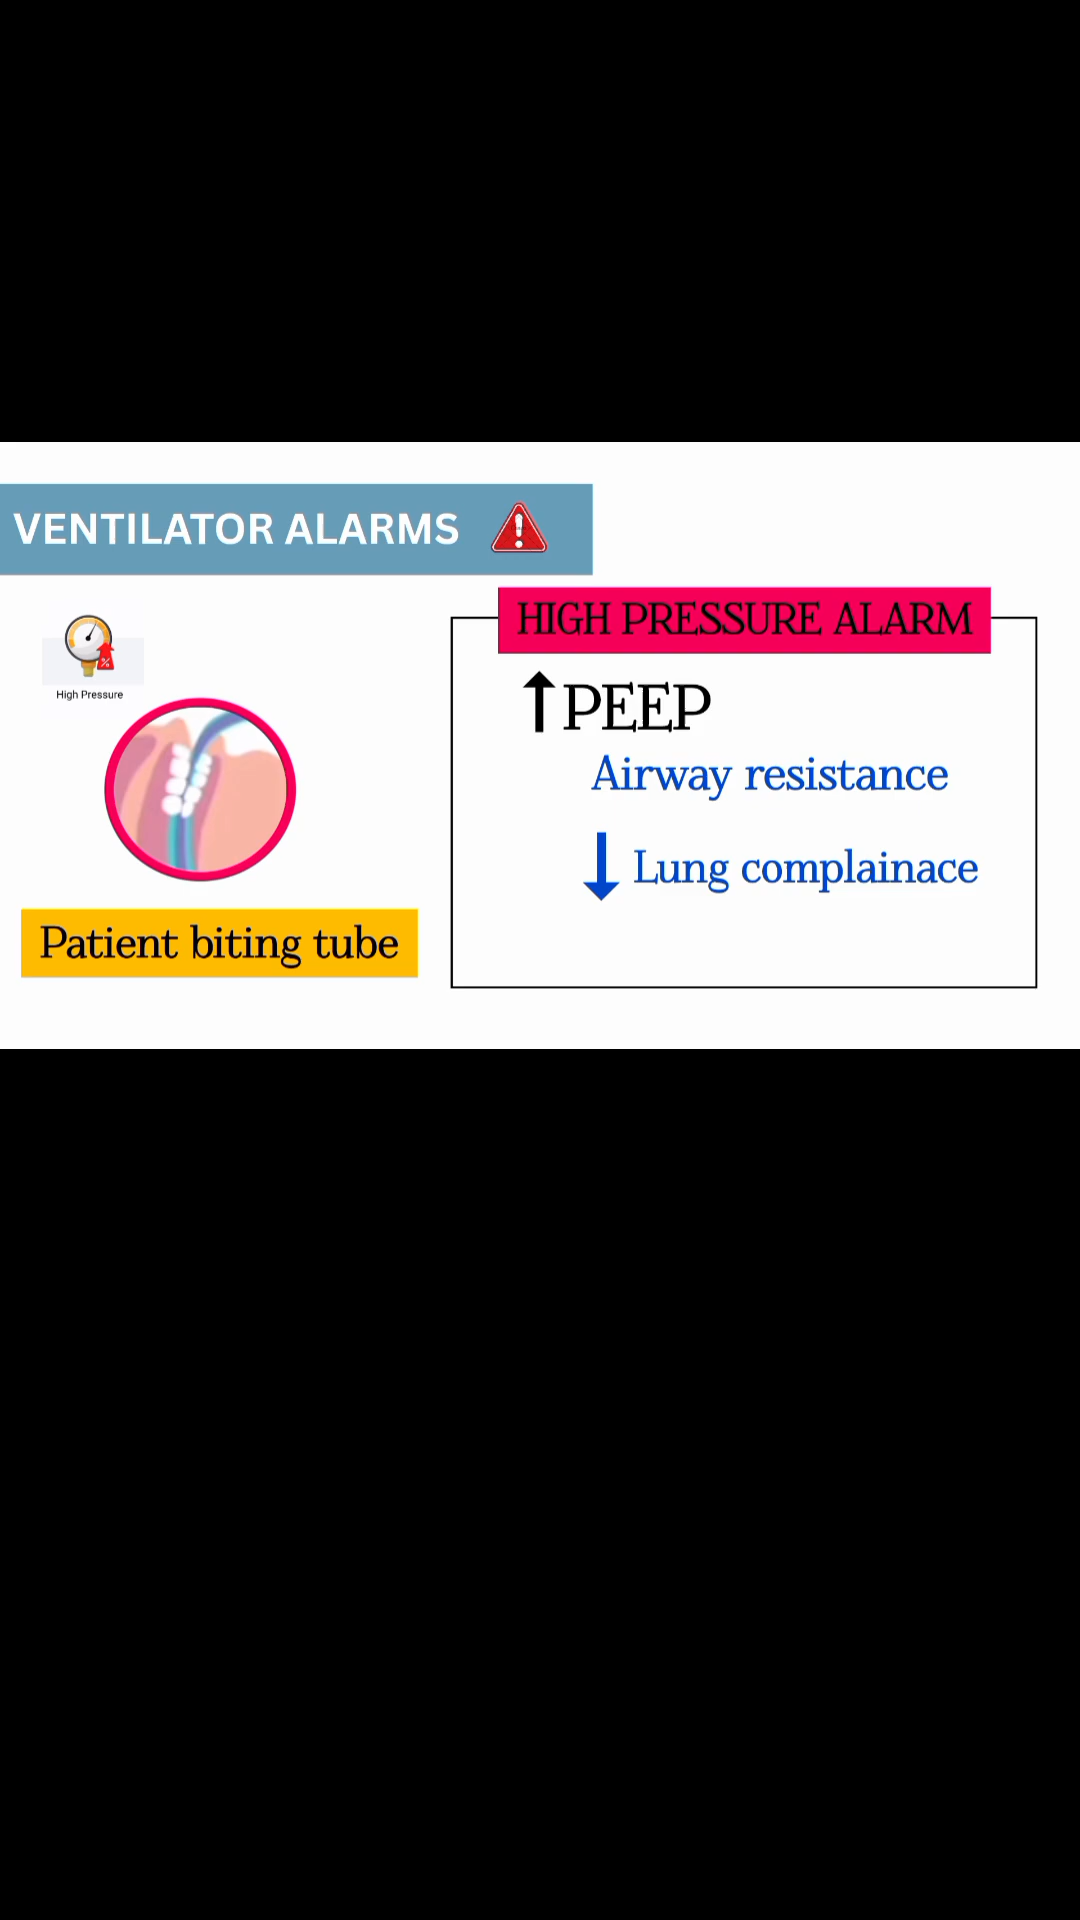 VENTILATOR ALARMS
HIGH PRESSURE ALARM
High Pressure
↑PEEP
Airway resistance
↓ Lung complainace
Patient biting tube